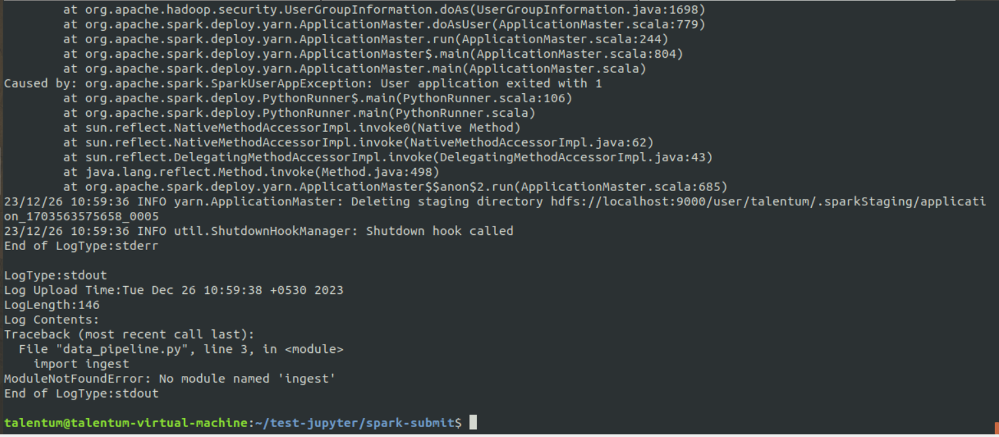 at org.apache.hadoop.security.UserGroupInformation.doAs(UserGroupInformation.java:1698)
at org.apache.spark.deploy.yarn.ApplicationMaster.doAsUser(ApplicationMaster.scala:779)
at org.apache.spark.deploy.yarn.ApplicationMaster.run(ApplicationMaster.scala:244)
at org.apache.spark.deploy.yarn.ApplicationMaster$.main(ApplicationMaster.scala:804)
at org.apache.spark.deploy.yarn.ApplicationMaster.main(ApplicationMaster.scala)
Caused by: org.apache.spark.SparkUserAppException: User application exited with 1
at org.apache.spark.deploy.PythonRunner$.main(PythonRunner.scala:106)
at org.apache.spark.deploy.PythonRunner.main(PythonRunner.scala)
at sun.reflect.NativeMethodAccessorImpl.invoke0(Native Method)
at sun.reflect.NativeMethodAccessorImpl.invoke(NativeMethodAccessorImpl.java:62)
at sun.reflect.DelegatingMethodAccessorImpl.invoke(DelegatingMethodAccessorImpl.java:43)
at java.lang.reflect.Method.invoke(Method.java:498)
at org.apache.spark.deploy.yarn.ApplicationMaster$$anon$2.run(ApplicationMaster.scala:685)
23/12/26 10:59:36 INFO yarn.ApplicationMaster: Deleting staging directory hdfs://localhost:9000/user/talentum/.sparkStaging/applicati
on_1703563575658_0005
23/12/26 10:59:36 INFO util.ShutdownHookManager: Shutdown hook called
End of LogType:stderr
LogType:stdout
Log Upload Time:Tue Dec 26 10:59:38 +0530 2023
LogLength:146
Log Contents:
Traceback (most recent call last):
File "data_pipeline.py", line 3, in <module>
import ingest
ModuleNotFoundError: No module named 'ingest'
End of LogType:stdout
talentum@talentum-virtual-machine:~/test-jupyter/spark-submit$